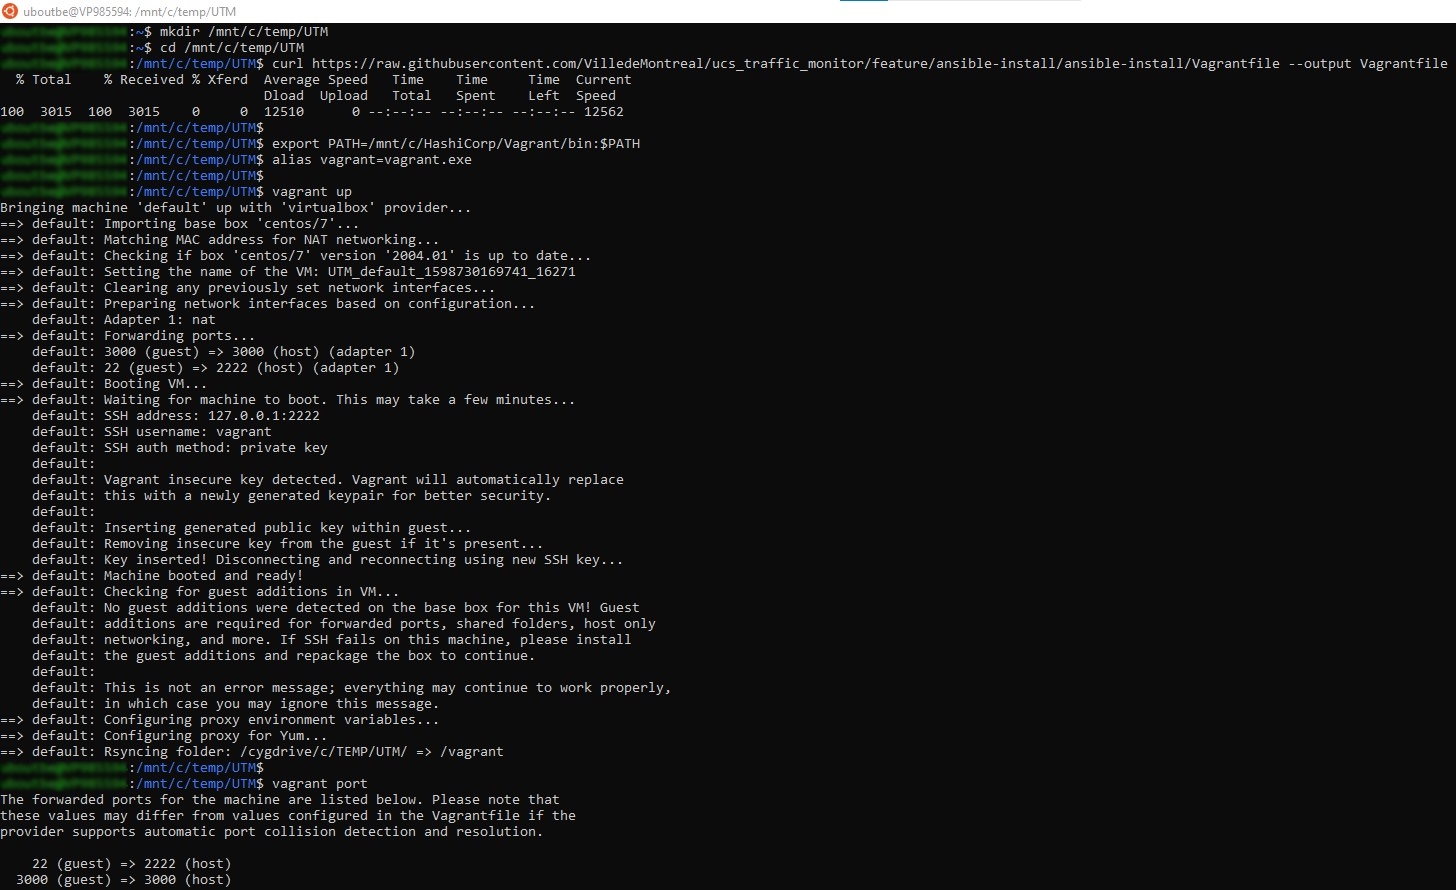 uboutbe@VP985594: /mnt/c/temp/UTM
:~$ mkdir /mnt/c/temp/UTM
:~$ cd /mnt/c/temp/UTM
:/mnt/c/temp/UTM$ curl https://raw.githubusercontent.com/VilledeMontreal/ucs_traffic_monitor/feature/ansible-install/ansible-install/Vagrantfile --output Vagrantfile
% Total % Received % Xferd Average Speed Time Time Time Current
Dload Upload Total Spent Left Speed
100 3015 100 3015 0 0 12510 0 --:--:-- --:--:-- --:--:-- 12562
:/mnt/c/temp/UTM$
:/mnt/c/temp/UTM$ export PATH=/mnt/c/HashiCorp/Vagrant/bin:$PATH
:/mnt/c/temp/UTM$ alias vagrant=vagrant.exe
:/mnt/c/temp/UTM$
:/mnt/c/temp/UTM$ vagrant up
Bringing machine 'default' up with 'virtualbox' provider...
==> default: Importing base box 'centos/7'...
==> default: Matching MAC address for NAT networking...
==> default: Checking if box 'centos/7' version '2004.01' is up to date...
==> default: Setting the name of the VM: UTM_default_1598730169741_16271
==> default: Clearing any previously set network interfaces...
==> default: Preparing network interfaces based on configuration...
default: Adapter 1: nat
==> default: Forwarding ports...
default: 3000 (guest) => 3000 (host) (adapter 1)
default: 22 (guest) => 2222 (host) (adapter 1)
==> default: Booting VM...
==> default: Waiting for machine to boot. This may take a few minutes...
default: SSH address: 127.0.0.1:2222
default: SSH username: vagrant
default: SSH auth method: private key
default:
default: Vagrant insecure key detected. Vagrant will automatically replace
default: this with a newly generated keypair for better security.
default:
default: Inserting generated public key within guest...
default: Removing insecure key from the guest if it's present...
default: Key inserted! Disconnecting and reconnecting using new SSH key...
==> default: Machine booted and ready!
==> default: Checking for guest additions in VM...
default: No guest additions were detected on the base box for this VM! Guest
default: additions are required for forwarded ports, shared folders, host only
default: networking, and more. If SSH fails on this machine, please install
default: the guest additions and repackage the box to continue.
default:
default: This is not an error message; everything may continue to work properly,
default: in which case you may ignore this message.
==> default: Configuring proxy environment variables...
==> default: Configuring proxy for Yum...
==> default: Rsyncing folder: /cygdrive/c/TEMP/UTM/ => /vagrant
:/mnt/c/temp/UTM$
:/mnt/c/temp/UTM$ vagrant port
The forwarded ports for the machine are listed below. Please note that
these values may differ from values configured in the Vagrantfile if the
provider supports automatic port collision detection and resolution.
22 (guest) => 2222 (host)
3000 (guest) => 3000 (host)